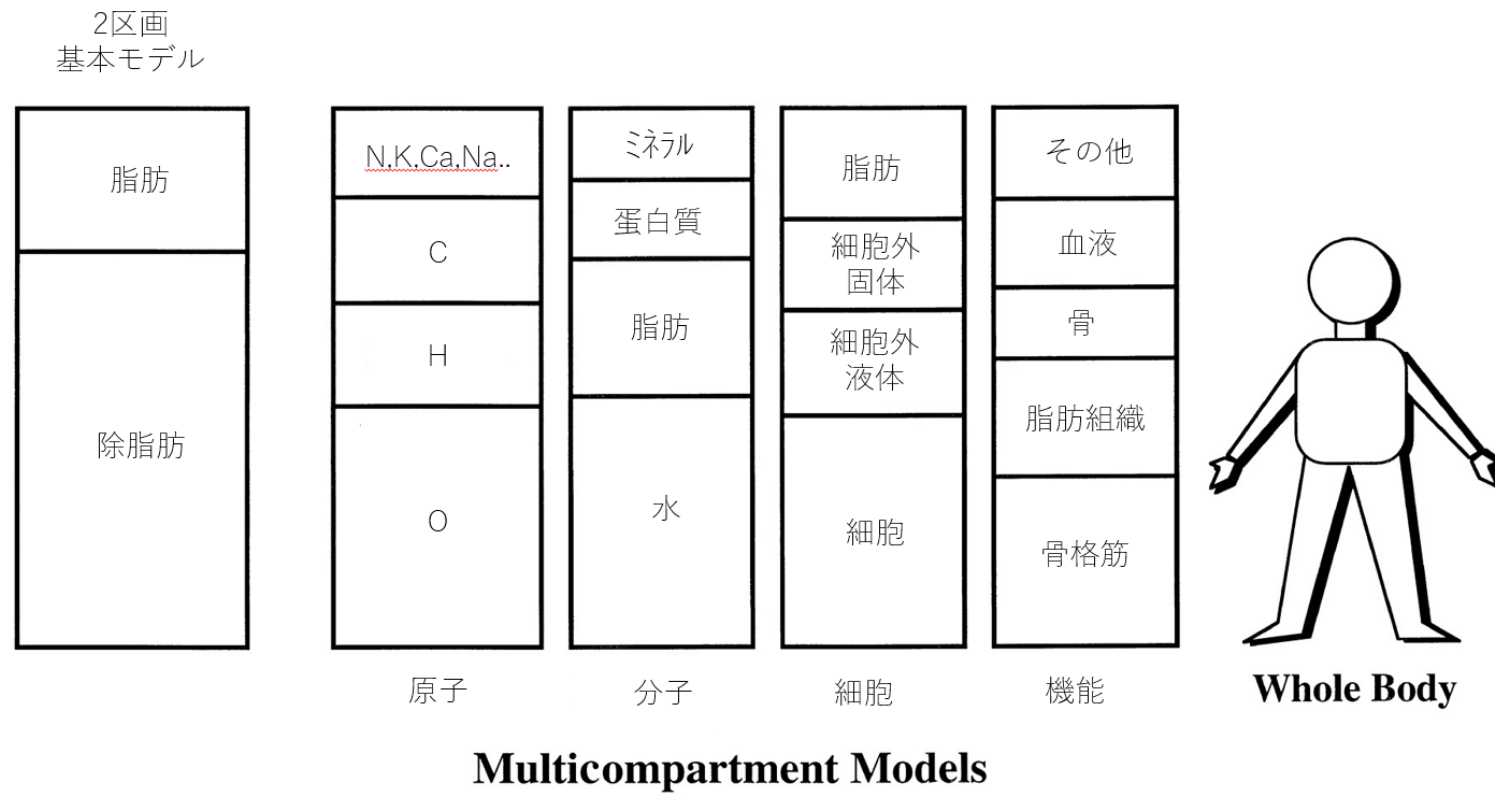 2区画
基本モデル
脂肪
除脂肪
N,K,Ca,Na..
C
H
O
原子
ミネラル
蛋白質
脂肪
水
分子
脂肪
細胞外
固体
細胞外
液体
細胞
細胞
その他
血液
骨
脂肪組織
骨格筋
機能
Whole Body
Multicompartment Models